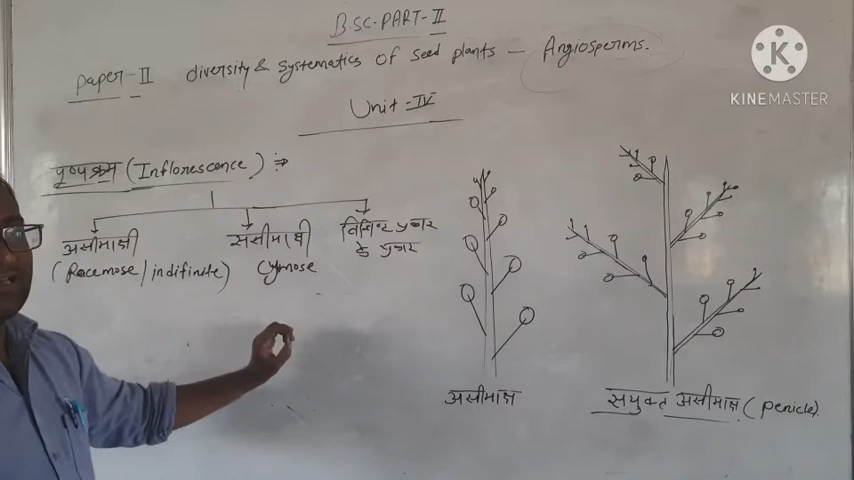 B.SC. PART-II
Paper-II diversity & systematics of seed plants - Angiosperms.
Unit-IV
KINEMASTER
पुष्पक्रम (Inflorescence) :→
असीमाक्षी ससीमाक्षी विशिष्ट प्रकार
के प्रकार
(Racemose/indifinite) Cymose
असीमाक्ष संयुक्त असीमाक्ष (penicle).